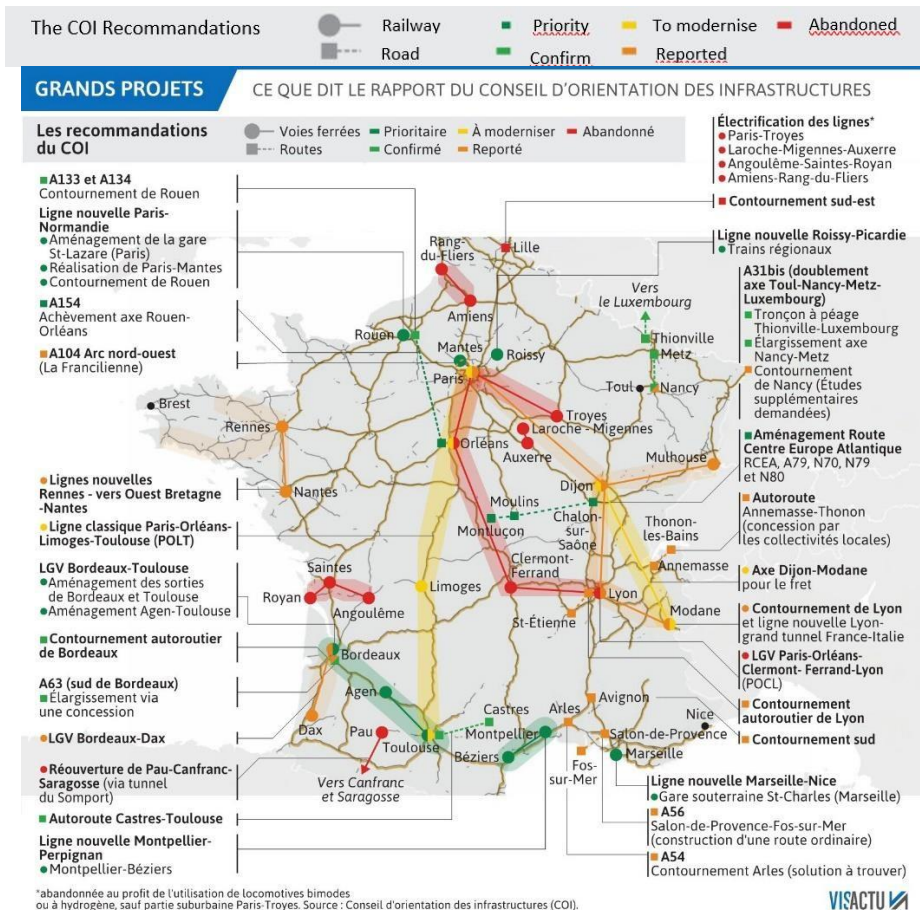 The COI Recommandations
Railway
Priority
To modernise
Abandoned
Road
Confirm
Reported
GRANDS PROJETS
CE QUE DIT LE RAPPORT DU CONSEIL D'ORIENTATION DES INFRASTRUCTURES
Les recommandations
du COI
Voies ferrées
Prioritaire
À moderniser
Abandonné
Routes
Confirmé
Reporté
A133 et A134
Contournement de Rouen
Ligne nouvelle Paris-
Normandie
Aménagement de la gare
St-Lazare (Paris)
Réalisation de Paris-Mantes
Contournement de Rouen
A154
Achèvement axe Rouen-
Orléans
A104 Arc nord-ouest
(La Francilienne)
Lignes nouvelles
Rennes - vers Ouest Bretagne
-Nantes
Ligne classique Paris-Orléans-
Limoges-Toulouse (POLT)
LGV Bordeaux-Toulouse
Aménagement des sorties
de Bordeaux et Toulouse
Aménagement Agen-Toulouse
Contournement autoroutier
de Bordeaux
A63 (sud de Bordeaux)
Élargissement via
une concession
LGV Bordeaux-Dax
Réouverture de Pau-Canfranc-
Saragosse (via tunnel
du Somport)
Autoroute Castres-Toulouse
Ligne nouvelle Montpellier-
Perpignan
Montpellier-Béziers
Rang-
du-Fliers
Lille
Amiens
Rouen
Mantes
Roissy
Paris
Vers
le Luxembourg
Thionville
Metz
Toul
Nancy
Brest
Rennes
Nantes
Troyes
Laroche - Migennes
Auxerre
Orléans
Mulhouse
Dijon
Moulins
Montluçon
Chalon-
sur-
Saône
Thonon-
les-Bains
Annemasse
Saintes
Royan
Angoulême
Limoges
Clermont-
Ferrand
Lyon
St-Étienne
Modane
Bordeaux
Agen
Dax
Pau
Toulouse
Castres
Montpellier
Béziers
Arles
Avignon
Salon-de-Provence
Nice
Marseille
Fos-
sur-Mer
Vers Canfranc
et Saragosse
Électrification des lignes*
Paris-Troyes
Laroche-Migennes-Auxerre
Angoulême-Saintes-Royan
Amiens-Rang-du-Fliers
Contournement sud-est
Ligne nouvelle Roissy-Picardie
Trains régionaux
A31bis (doublement
axe Toul-Nancy-Metz-
Luxembourg)
Tronçon à péage
Thionville-Luxembourg
Élargissement axe
Nancy-Metz
Contournement
de Nancy (Études
supplémentaires
demandées)
Aménagement Route
Centre Europe Atlantique
RCEA, A79, N70, N79
et N80
Autoroute
Annemasse-Thonon
(concession par
les collectivités locales)
Axe Dijon-Modane
pour le fret
Contournement de Lyon
et ligne nouvelle Lyon-
grand tunnel France-Italie
LGV Paris-Orléans-
Clermont- Ferrand-Lyon
(POCL)
Contournement
autoroutier de Lyon
Contournement sud
Ligne nouvelle Marseille-Nice
Gare souterraine St-Charles (Marseille)
A56
Salon-de-Provence-Fos-sur-Mer
(construction d'une route ordinaire)
A54
Contournement Arles (solution à trouver)
*abandonnée au profit de l'utilisation de locomotives bimodes
ou à hydrogène, sauf partie suburbaine Paris-Troyes. Source : Conseil d'orientation des infrastructures (COI).
VISACTU